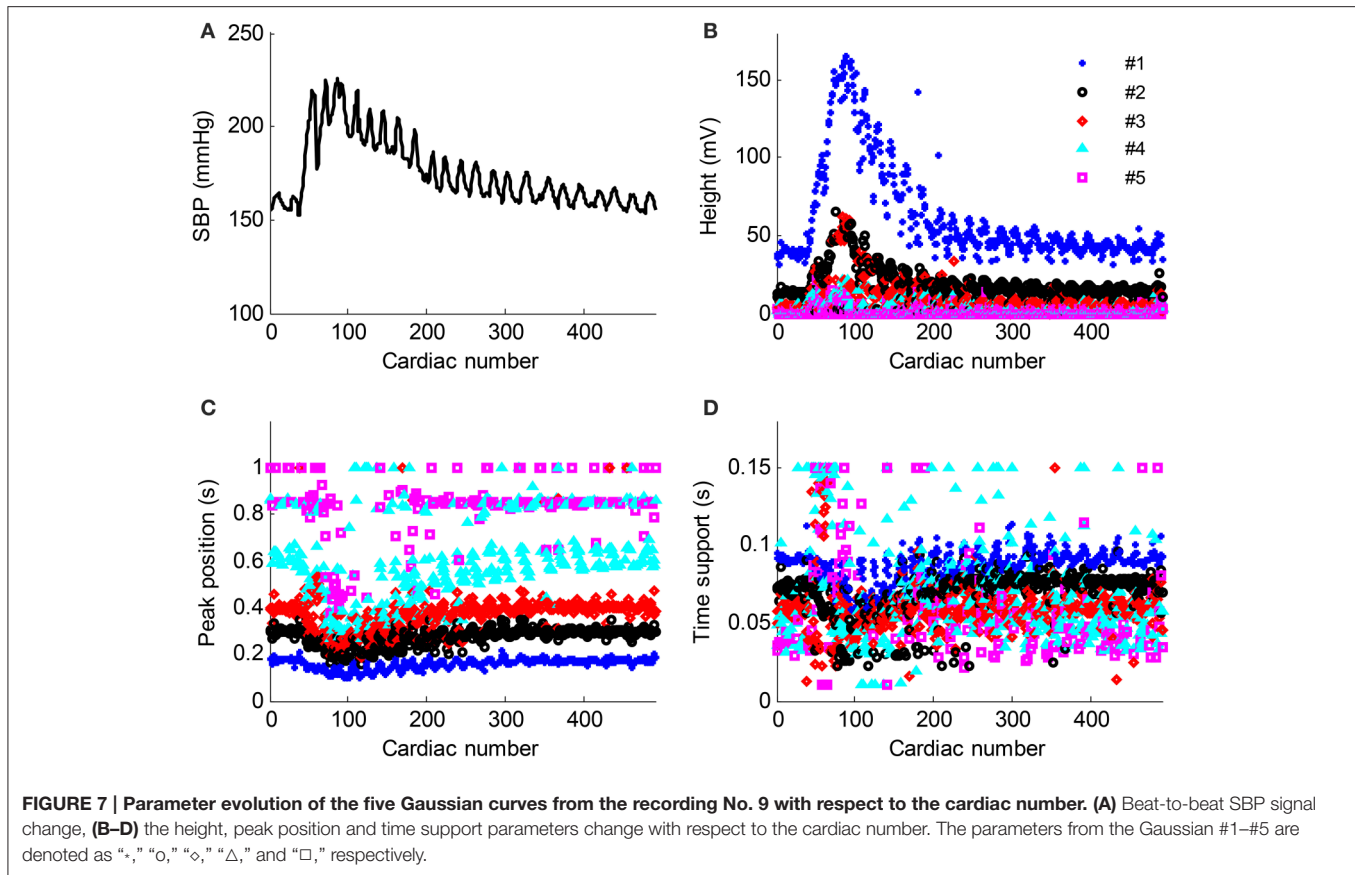 A
250
200
150
100
SBP (mmHg)
0 100 200 300 400
Cardiac number
B
150
100
50
0
Height (mV)
#1
#2
#3
#4
#5
0 100 200 300 400
Cardiac number
C
1
0.8
0.6
0.4
0.2
0
Peak position (s)
0 100 200 300 400
Cardiac number
D
0.15
0.1
0.05
0
Time support (s)
0 100 200 300 400
Cardiac number
FIGURE 7 | Parameter evolution of the five Gaussian curves from the recording No. 9 with respect to the cardiac number. (A) Beat-to-beat SBP signal
change, (B–D) the height, peak position and time support parameters change with respect to the cardiac number. The parameters from the Gaussian #1–#5 are
denoted as “*,” “o,” “⋄,” “△,” and “□,” respectively.